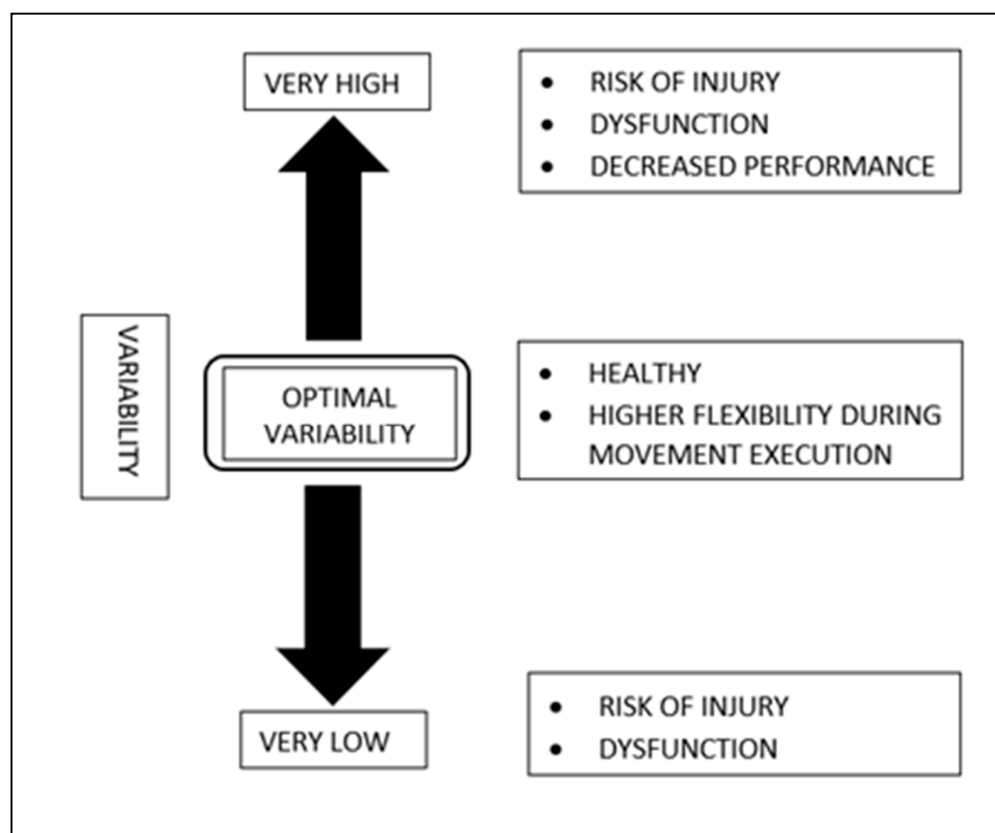 VERY HIGH
• RISK OF INJURY
• DYSFUNCTION
• DECREASED PERFORMANCE
VARIABILITY
OPTIMAL
VARIABILITY
• HEALTHY
• HIGHER FLEXIBILITY DURING
MOVEMENT EXECUTION
VERY LOW
• RISK OF INJURY
• DYSFUNCTION